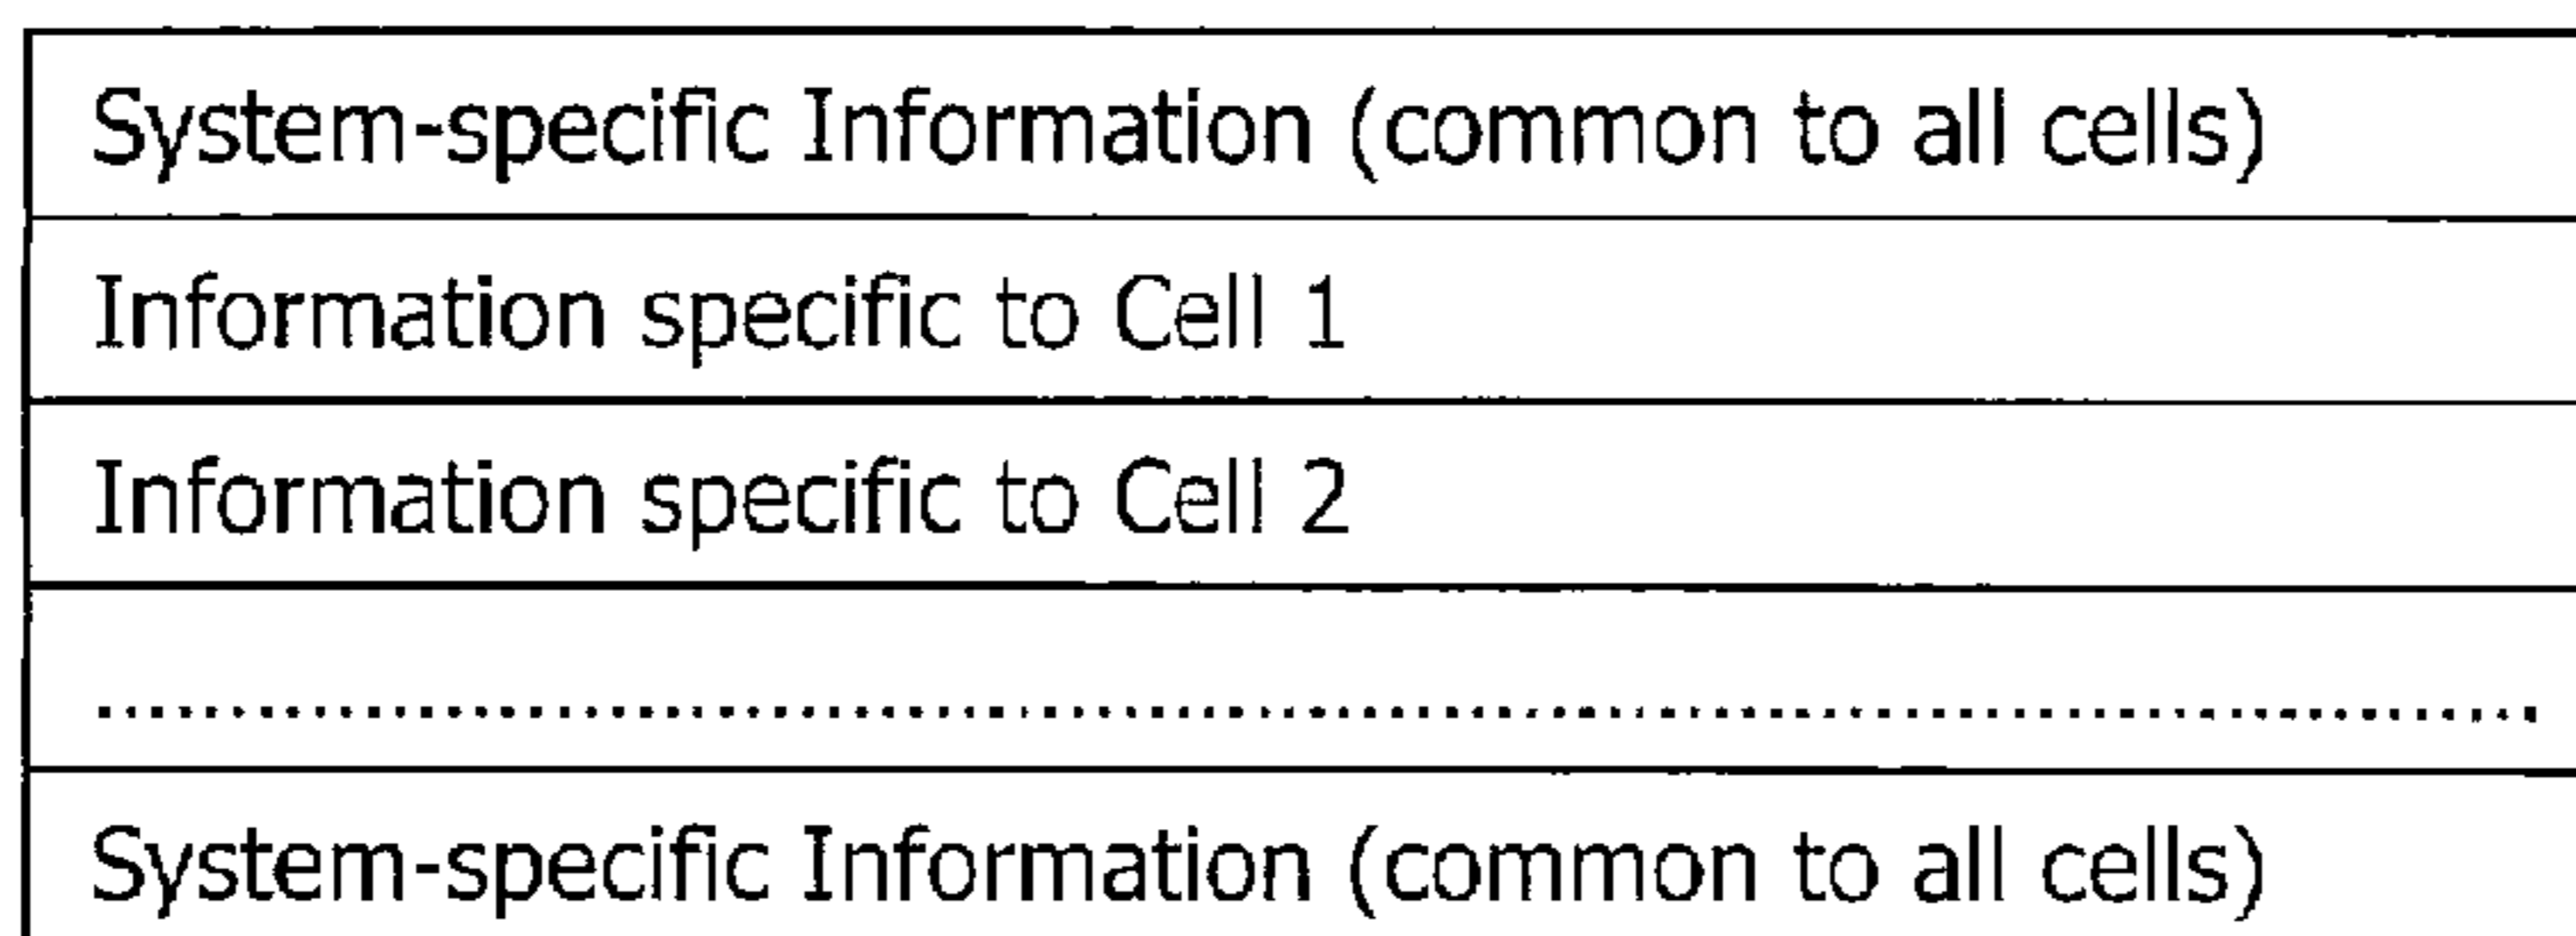 System-specific Information (common to all cells)
Information specific to Cell 1
Information specific to Cell 2
...........................................................................................
System-specific Information (common to all cells)